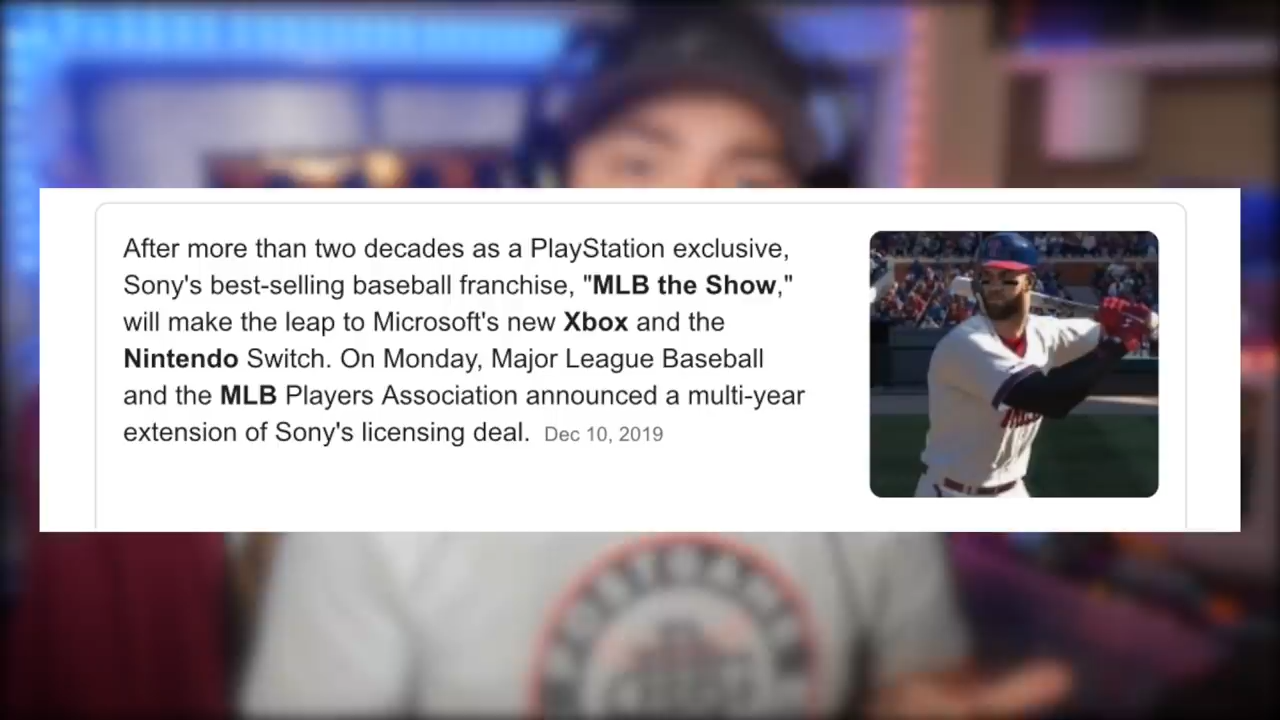 After more than two decades as a PlayStation exclusive,
Sony's best-selling baseball franchise, "MLB the Show,"
will make the leap to Microsoft's new Xbox and the
Nintendo Switch. On Monday, Major League Baseball
and the MLB Players Association announced a multi-year
extension of Sony's licensing deal. Dec 10, 2019